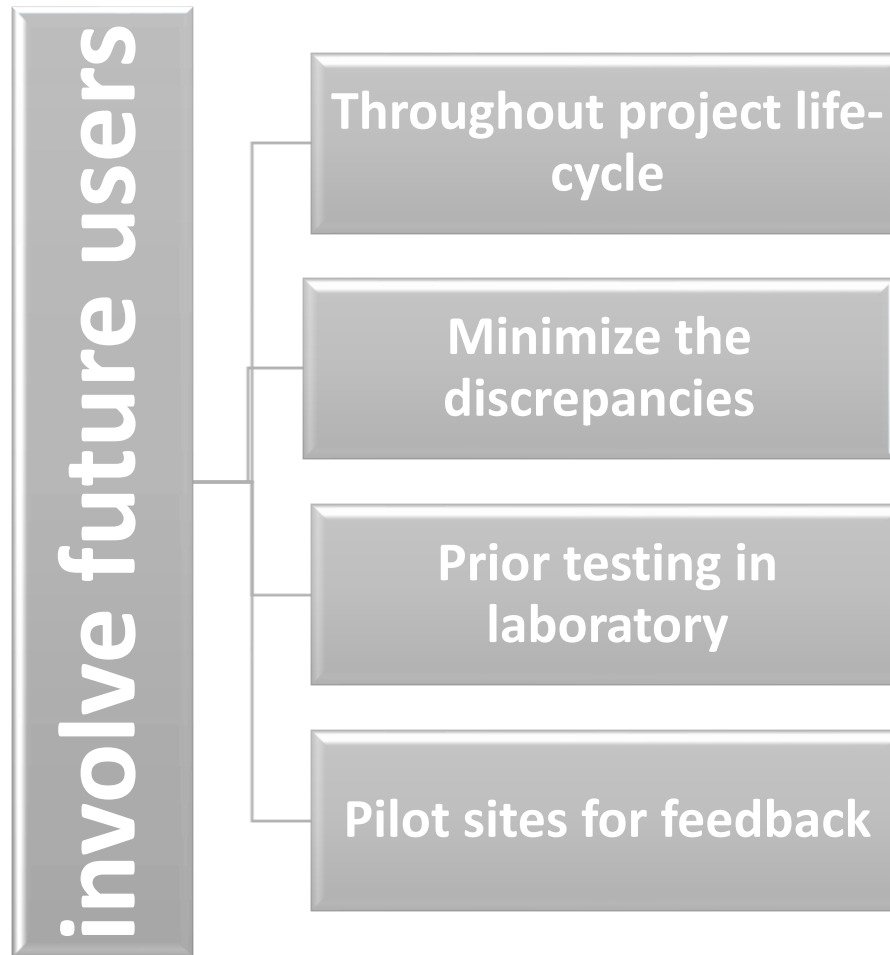 involve future users
Throughout project life-
cycle
Minimize the
discrepancies
Prior testing in
laboratory
Pilot sites for feedback